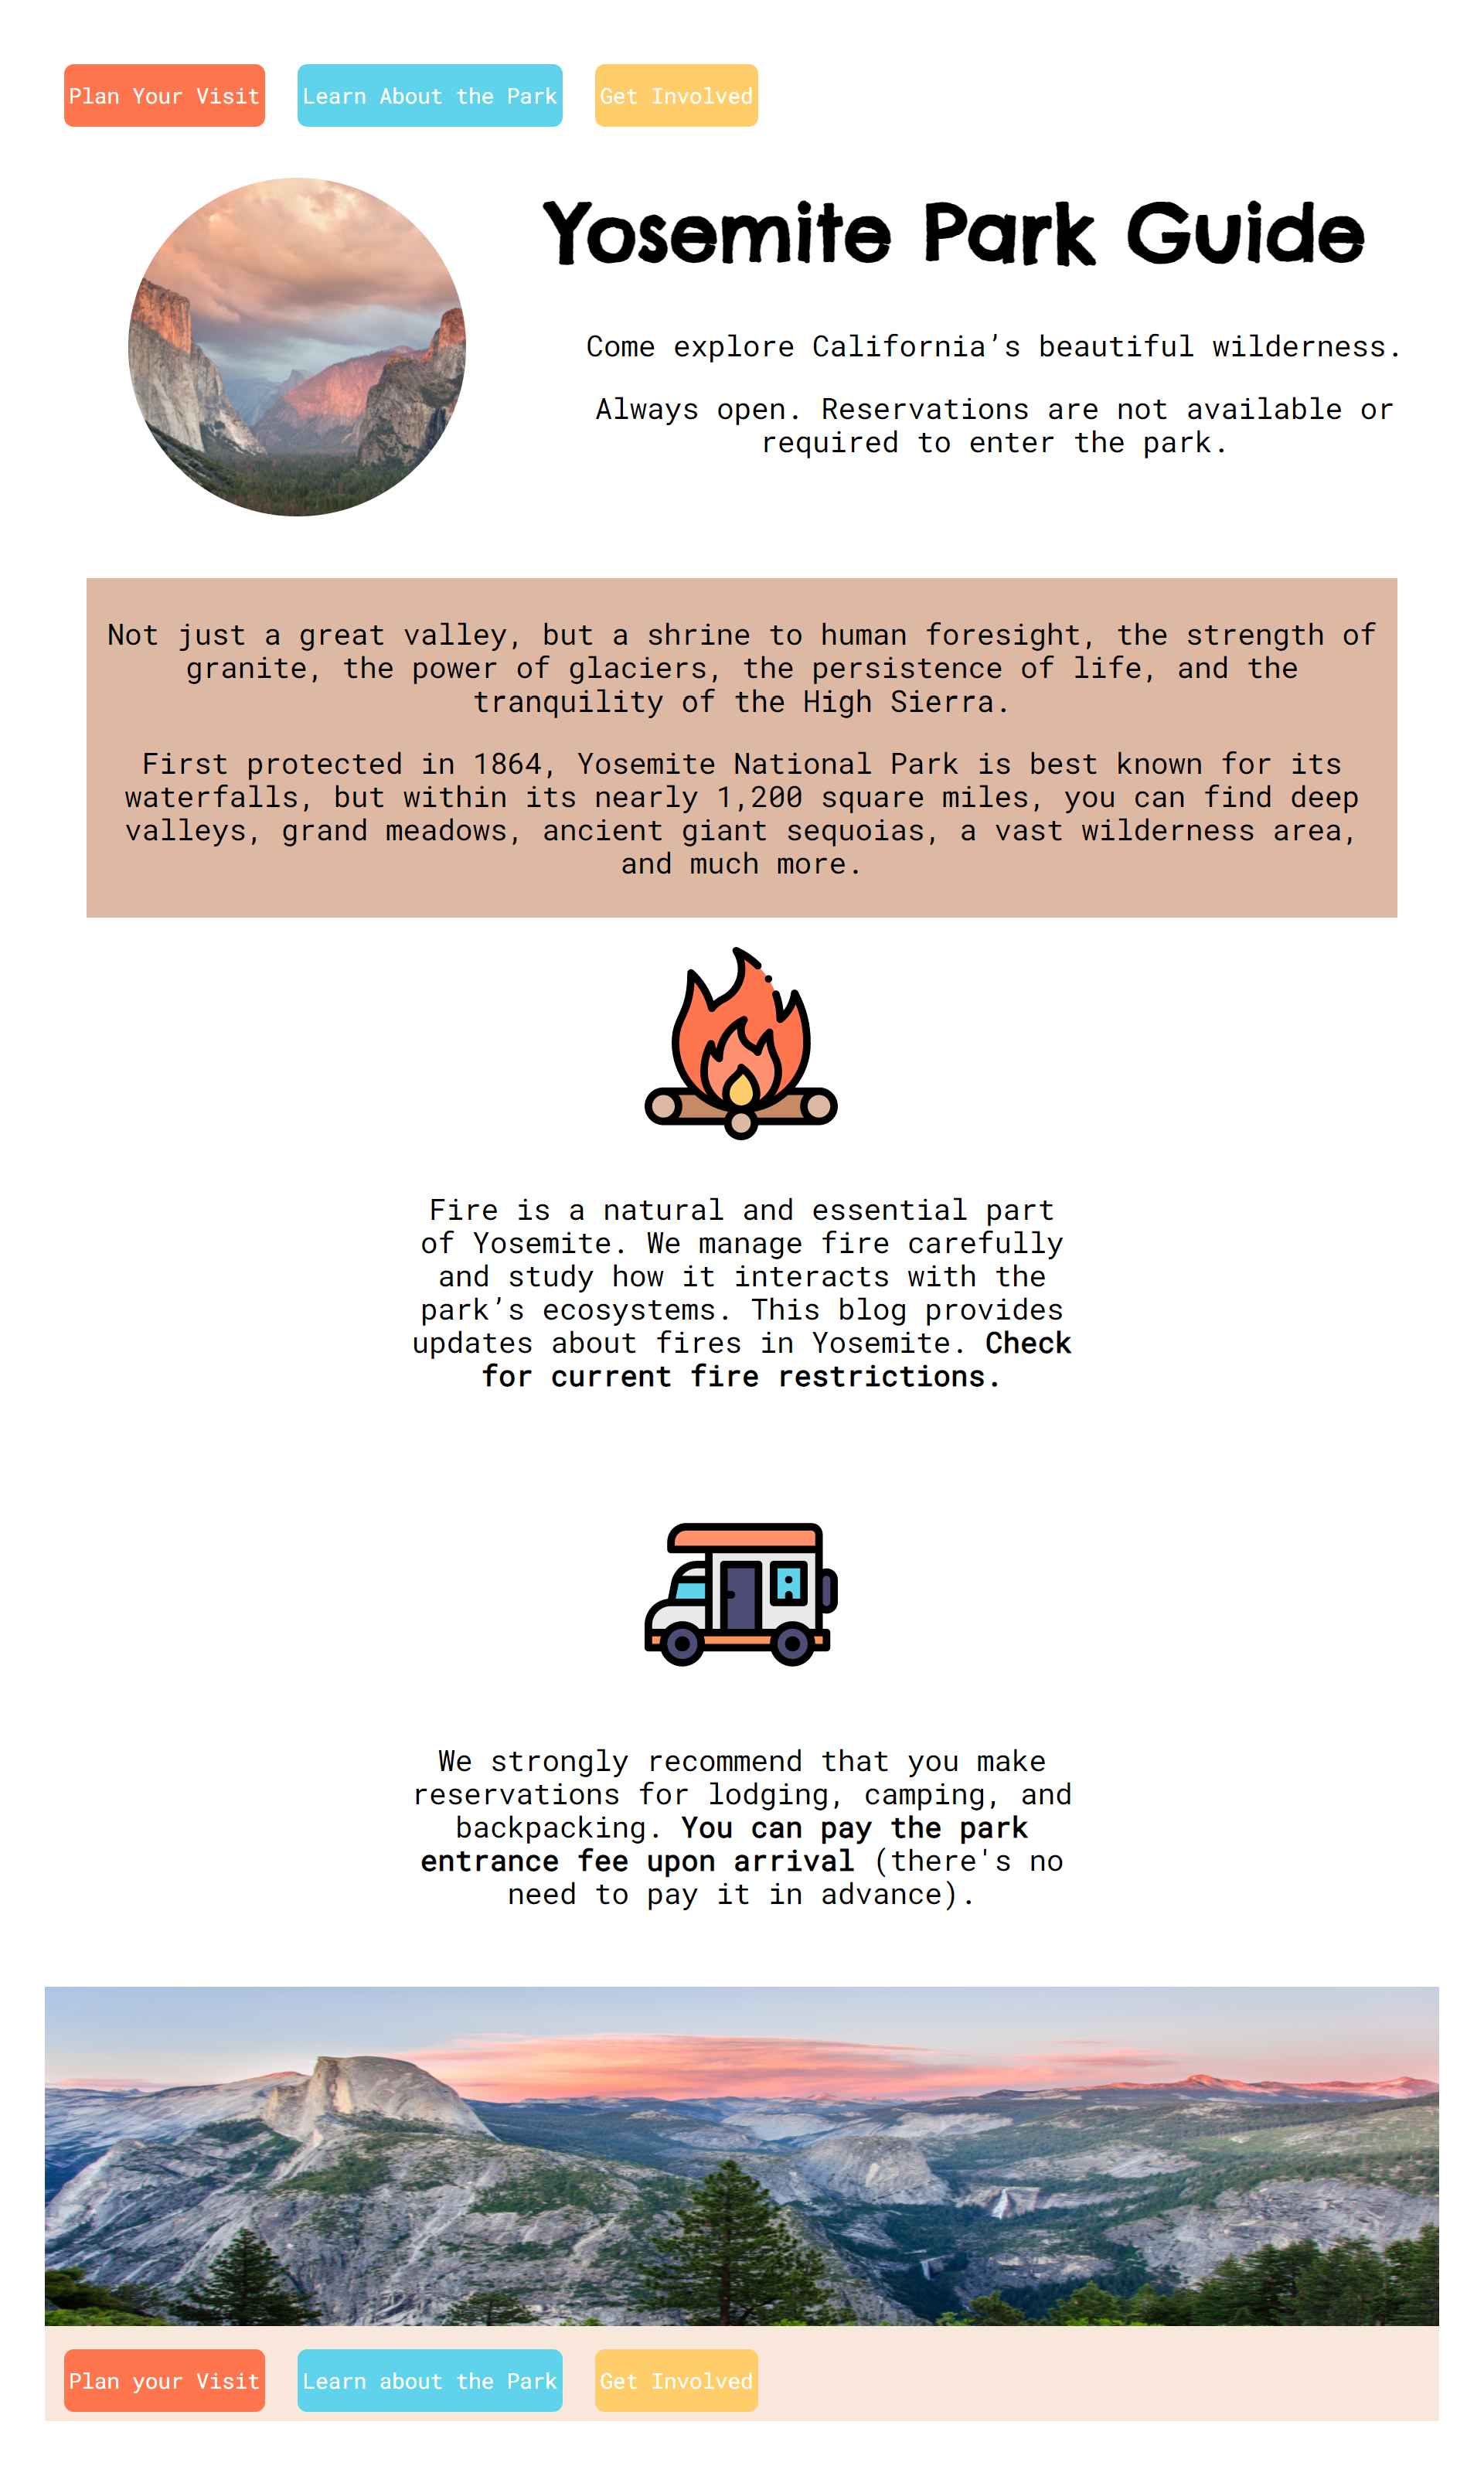 Plan Your Visit
Learn About the Park
Get Involved
Yosemite Park Guide
Come explore California’s beautiful wilderness.
Always open. Reservations are not available or
required to enter the park.
Not just a great valley, but a shrine to human foresight, the strength of
granite, the power of glaciers, the persistence of life, and the
tranquility of the High Sierra.
First protected in 1864, Yosemite National Park is best known for its
waterfalls, but within its nearly 1,200 square miles, you can find deep
valleys, grand meadows, ancient giant sequoias, a vast wilderness area,
and much more.
Fire is a natural and essential part
of Yosemite. We manage fire carefully
and study how it interacts with the
park’s ecosystems. This blog provides
updates about fires in Yosemite. Check
for current fire restrictions.
We strongly recommend that you make
reservations for lodging, camping, and
backpacking. You can pay the park
entrance fee upon arrival (there's no
need to pay it in advance).
Plan your Visit
Learn about the Park
Get Involved